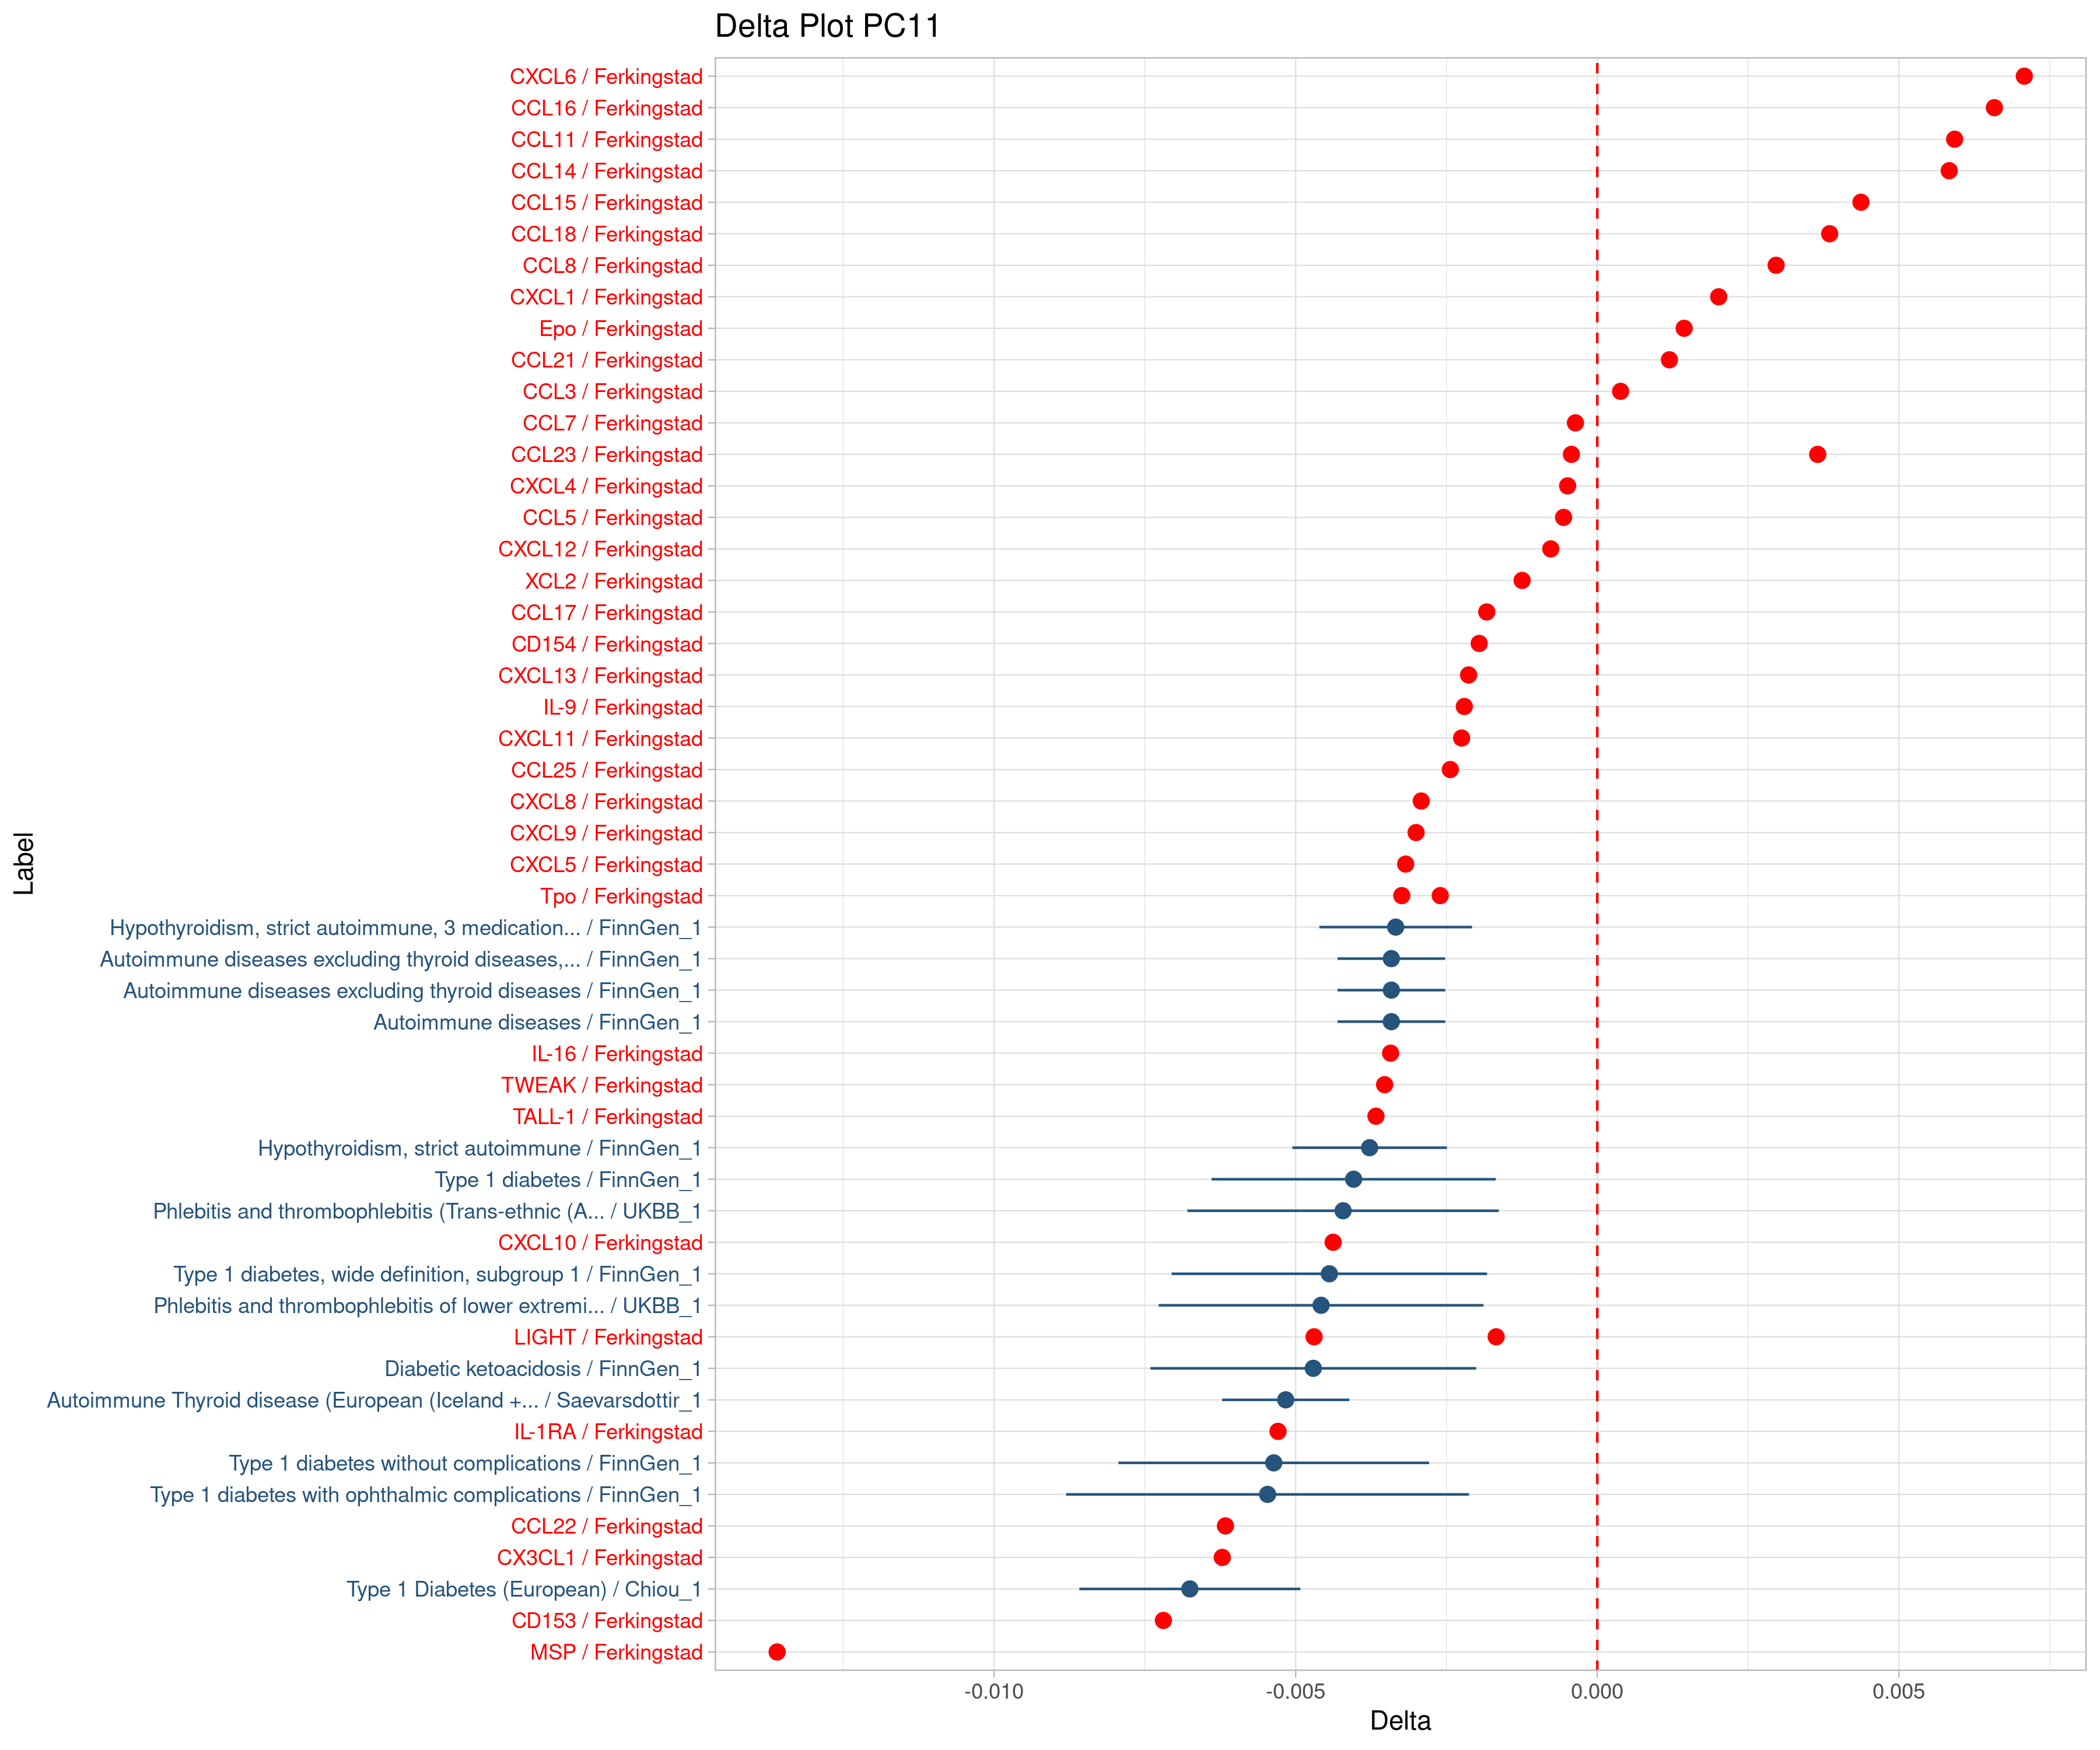 Delta Plot PC11
CXCL6 / Ferkingstad
CCL16 / Ferkingstad
CCL11 / Ferkingstad
CCL14 / Ferkingstad
CCL15 / Ferkingstad
CCL18 / Ferkingstad
CCL8 / Ferkingstad
CXCL1 / Ferkingstad
Epo / Ferkingstad
CCL21 / Ferkingstad
CCL3 / Ferkingstad
CCL7 / Ferkingstad
CCL23 / Ferkingstad
CXCL4 / Ferkingstad
CCL5 / Ferkingstad
CXCL12 / Ferkingstad
XCL2 / Ferkingstad
CCL17 / Ferkingstad
CD154 / Ferkingstad
CXCL13 / Ferkingstad
IL-9 / Ferkingstad
CXCL11 / Ferkingstad
CCL25 / Ferkingstad
CXCL8 / Ferkingstad
CXCL9 / Ferkingstad
CXCL5 / Ferkingstad
Tpo / Ferkingstad
Hypothyroidism, strict autoimmune, 3 medication... / FinnGen_1
Autoimmune diseases excluding thyroid diseases,... / FinnGen_1
Autoimmune diseases excluding thyroid diseases / FinnGen_1
Autoimmune diseases / FinnGen_1
IL-16 / Ferkingstad
TWEAK / Ferkingstad
TALL-1 / Ferkingstad
Hypothyroidism, strict autoimmune / FinnGen_1
Type 1 diabetes / FinnGen_1
Phlebitis and thrombophlebitis (Trans-ethnic (A... / UKBB_1
CXCL10 / Ferkingstad
Type 1 diabetes, wide definition, subgroup 1 / FinnGen_1
Phlebitis and thrombophlebitis of lower extremi... / UKBB_1
LIGHT / Ferkingstad
Diabetic ketoacidosis / FinnGen_1
Autoimmune Thyroid disease (European (Iceland +... / Saevarsdottir_1
IL-1RA / Ferkingstad
Type 1 diabetes without complications / FinnGen_1
Type 1 diabetes with ophthalmic complications / FinnGen_1
CCL22 / Ferkingstad
CX3CL1 / Ferkingstad
Type 1 Diabetes (European) / Chiou_1
CD153 / Ferkingstad
MSP / Ferkingstad
Label
-0.010 -0.005 0.000 0.005
Delta